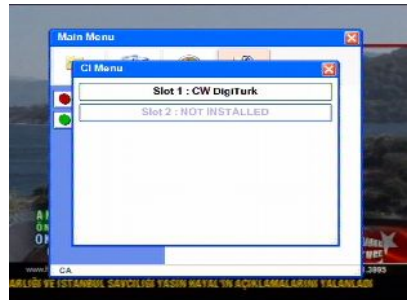 Main Menu
CI Menu
Slot 1 : CW DigiTurk
Slot 2 : NOT INSTALLED
CA
ARLIĞI VE İSTANBUL SAVCILIĞI YASİN HAYAL'İN AÇIKLAMALARINI YALANLADI